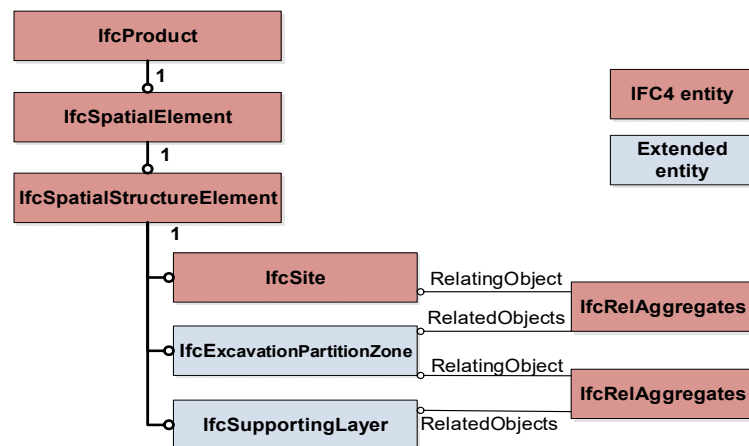 IfcProduct
1
IfcSpatialElement
1
IfcSpatialStructureElement
1
IfcSite
RelatingObject
IfcRelAggregates
RelatedObjects
IfcExcavationPartitionZone
RelatingObject
IfcRelAggregates
IfcSupportingLayer
RelatedObjects
IFC4 entity
Extended
entity